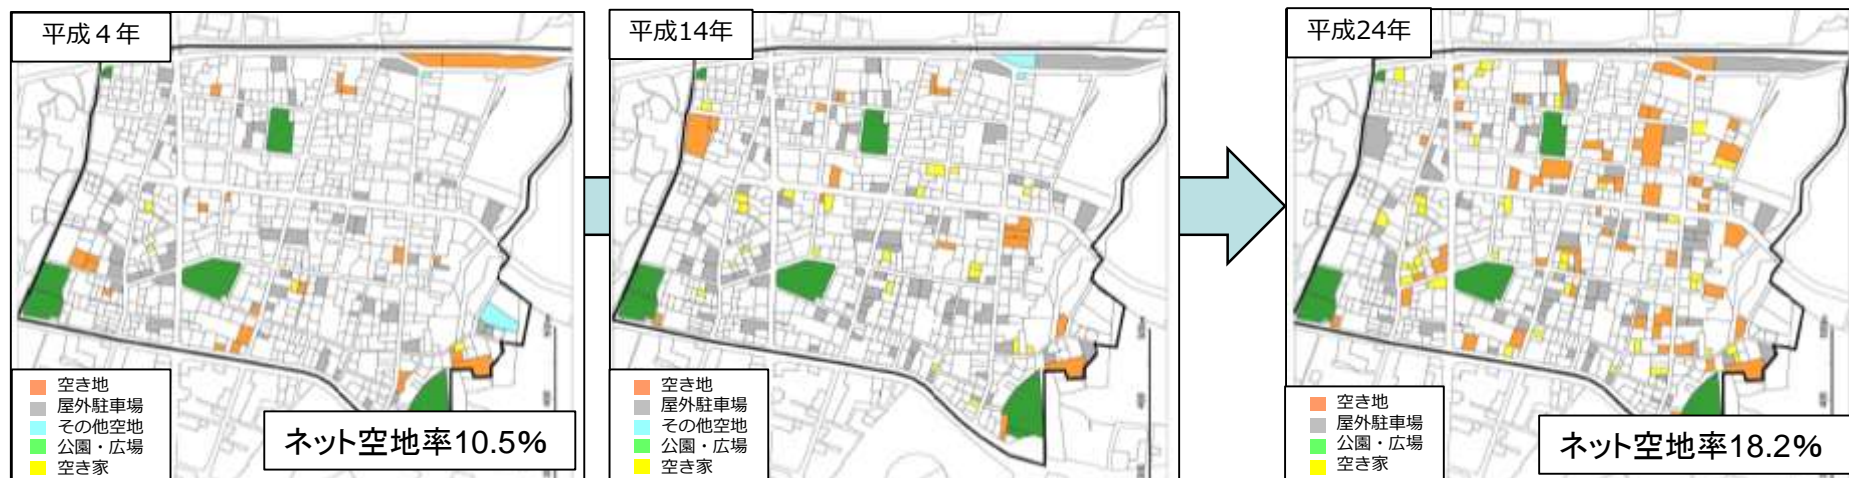 平成４年
空き地
屋外駐車場
その他空地
公園・広場
空き家
ネット空地率10.5%
平成14年
空き地
屋外駐車場
その他空地
公園・広場
空き家
平成24年
空き地
屋外駐車場
公園・広場
空き家
ネット空地率18.2%